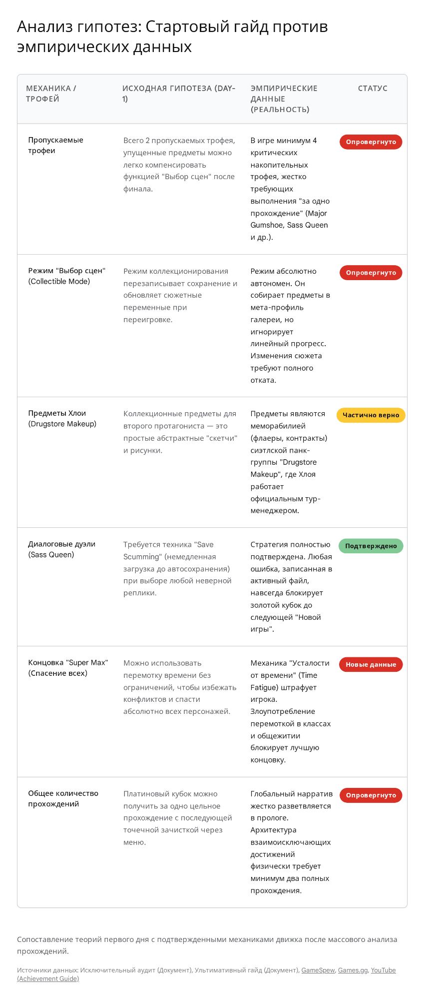 Анализ гипотез: Стартовый гайд против
эмпирических данных
МЕХАНИКА /
ТРОФЕЙ
ИСХОДНАЯ ГИПОТЕЗА (DAY-
1)
ЭМПИРИЧЕСКИЕ
ДАННЫЕ
(РЕАЛЬНОСТЬ)
СТАТУС
Пропускаемые
трофеи
Всего 2 пропускаемых трофея,
упущенные предметы можно
легко компенсировать
функцией "Выбор сцен" после
финала.
В игре минимум 4
критических
накопительных
трофея, жестко
требующих
выполнения "за одно
прохождение" (Major
Gumshoe, Sass Queen
и др.).
Опровергнуто
Режим "Выбор сцен"
(Collectible Mode)
Режим коллекционирования
перезаписывает сохранение и
обновляет сюжетные
переменные при
переигровке.
Режим абсолютно
автономен. Он
собирает предметы в
мета-профиль
галереи, но
игнорирует
линейный прогресс.
Изменения сюжета
требуют полного
отката.
Опровергнуто
Предметы Хлои
(Drugstore Makeup)
Коллекционные предметы для
второго протагониста — это
простые абстрактные "скетчи"
и рисунки.
Предметы являются
меморабилией
(флаеры, контракты)
сиэтлской панк-
группы "Drugstore
Makeup", где Хлоя
работает
официальным тур-
менеджером.
Частично верно
Диалоговые дуэли
(Sass Queen)
Требуется техника "Save
Scumming" (немедленная
загрузка до автосохранения)
при выборе любой неверной
реплики.
Стратегия полностью
подтверждена. Любая
ошибка, записанная в
активный файл,
навсегда блокирует
золотой кубок до
следующей "Новой
игры".
Подтверждено
Концовка "Super Max"
(Спасение всех)
Можно использовать
перемотку времени без
ограничений, чтобы избежать
конфликтов и спасти
абсолютно всех персонажей.
Механика "Усталости
от времени" (Time
Fatigue) штрафует
игрока.
Злоупотребление
перемоткой в классах
и общежитии
блокирует лучшую
концовку.
Новые данные
Общее количество
прохождений
Платиновый кубок можно
получить за одно цельное
прохождение с последующей
точечной зачисткой через
меню.
Глобальный нарратив
жестко разветвляется
в прологе.
Архитектура
взаимоисключающих
достижений
физически требует
минимум два полных
прохождения.
Опровергнуто
Сопоставление теорий первого дня с подтвержденными механиками движка после массового анализа
прохождений.
Источники данных: Исключительный аудит (Документ), Ультимативный гайд (Документ), GameSpew, Games.gg, YouTube
(Achievement Guide)